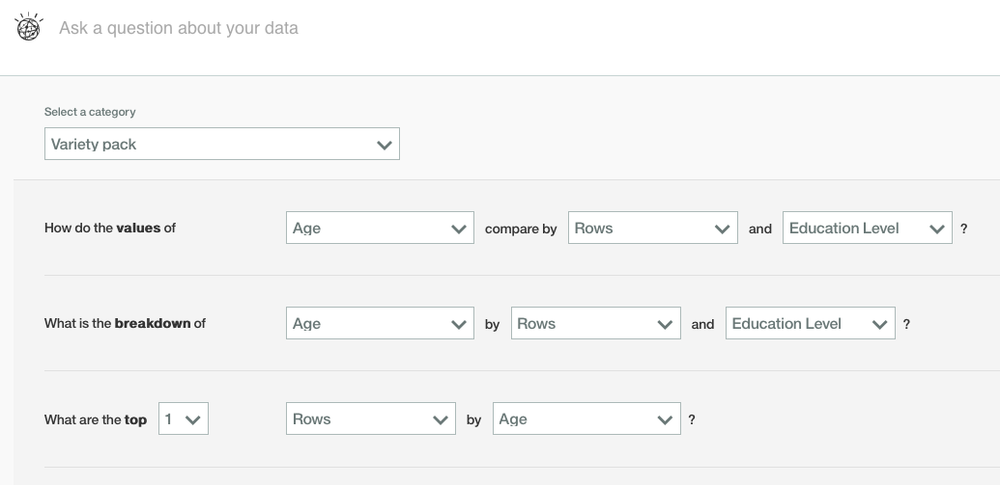 Ask a question about your data
Select a category
Variety pack
How do the values of Age compare by Rows and Education Level ?
What is the breakdown of Age by Rows and Education Level ?
What are the top 1 Rows by Age ?